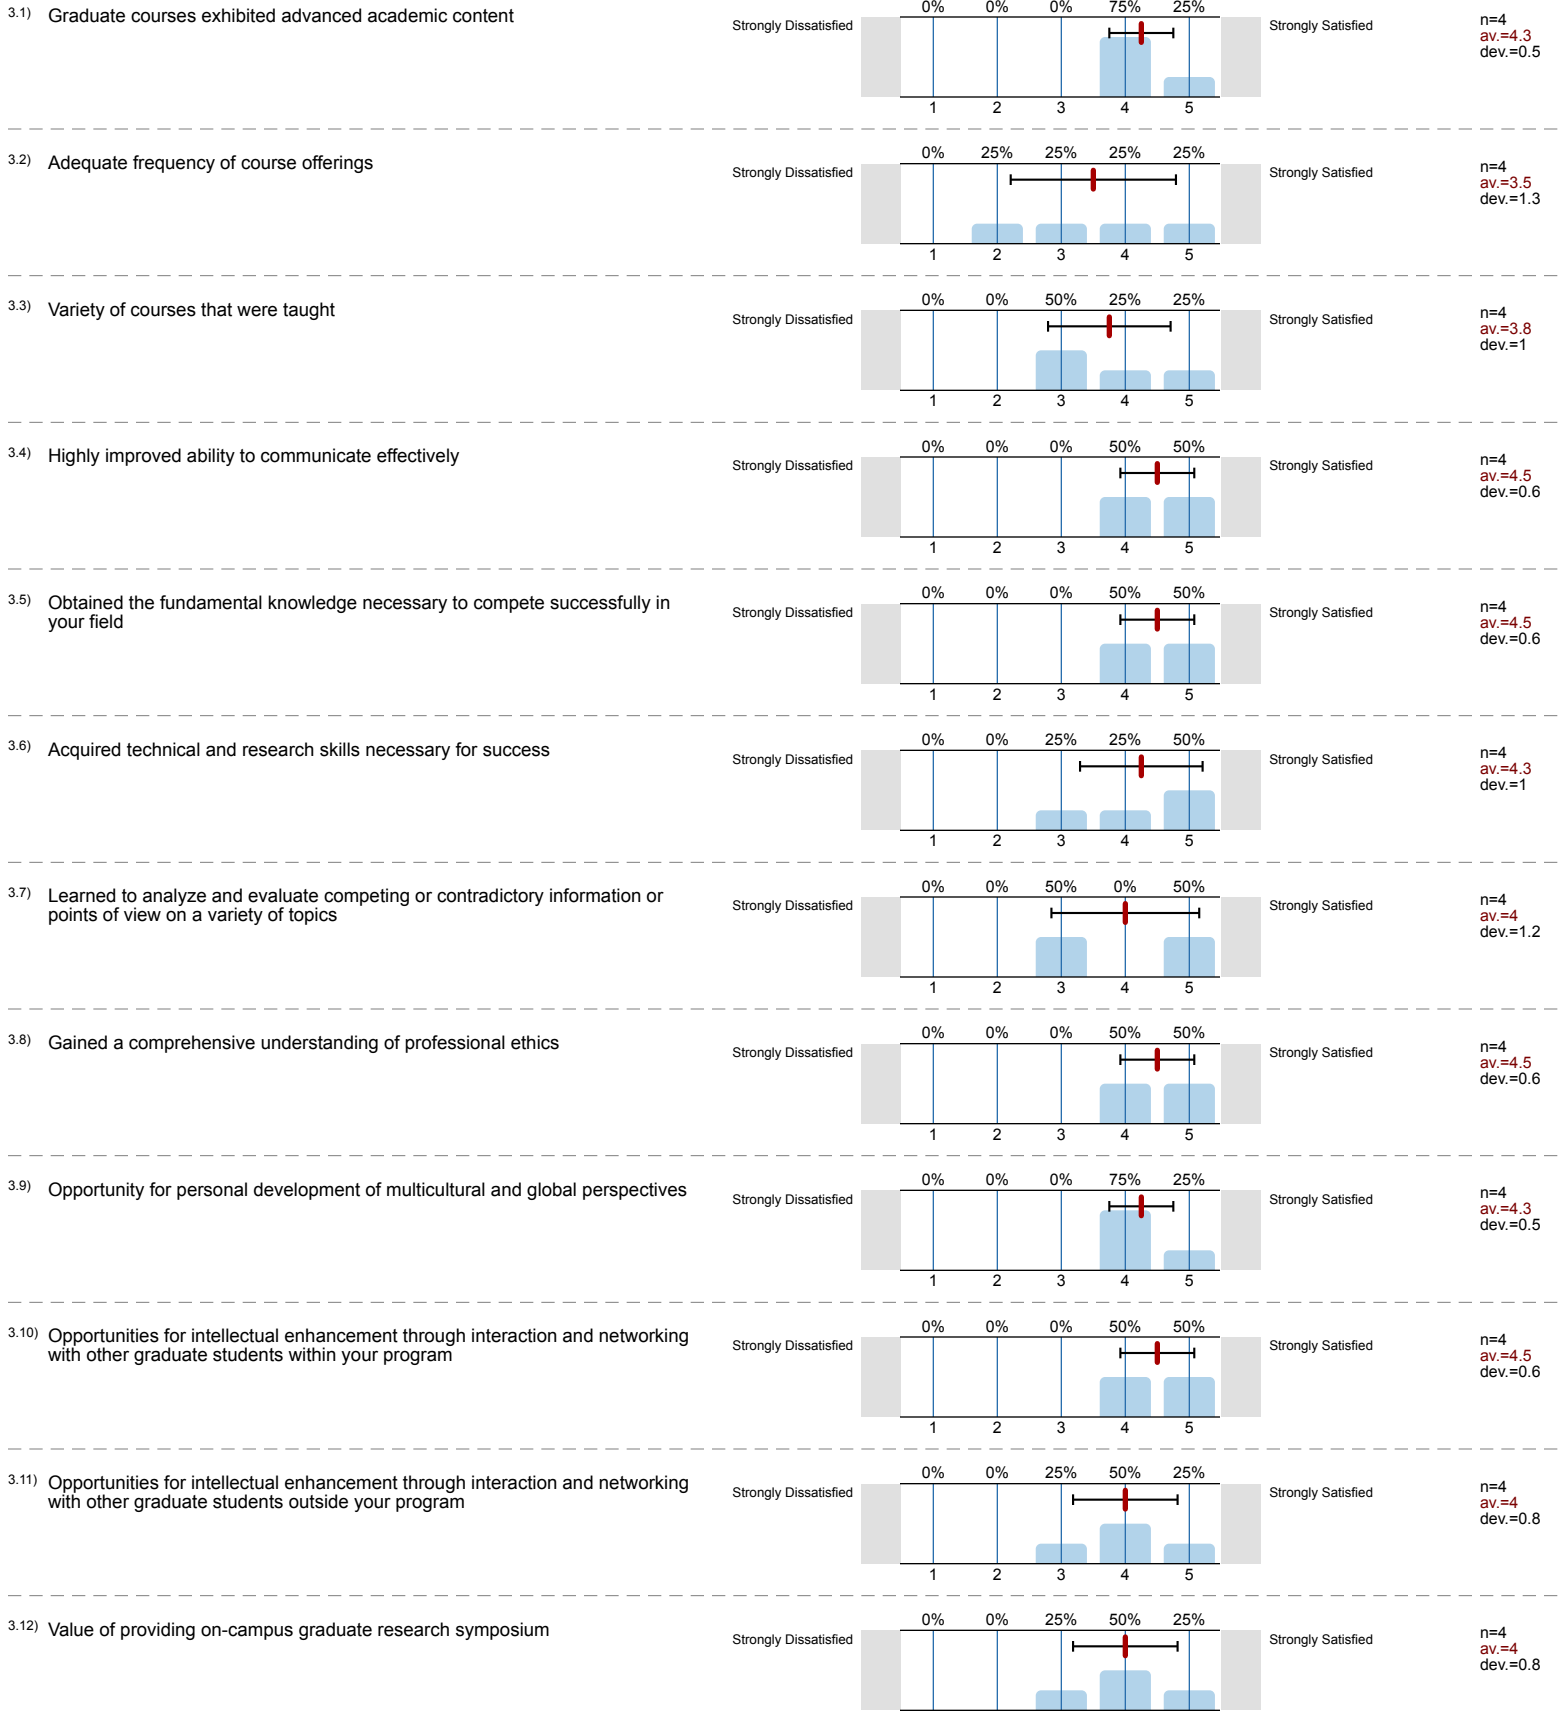 3.1) Graduate courses exhibited advanced academic content
0% 0% 0% 75% 25%
Strongly Dissatisfied Strongly Satisfied
n=4
av.=4.3
dev.=0.5
1 2 3 4 5
3.2) Adequate frequency of course offerings
0% 25% 25% 25% 25%
Strongly Dissatisfied Strongly Satisfied
n=4
av.=3.5
dev.=1.3
1 2 3 4 5
3.3) Variety of courses that were taught
0% 0% 50% 25% 25%
Strongly Dissatisfied Strongly Satisfied
n=4
av.=3.8
dev.=1
1 2 3 4 5
3.4) Highly improved ability to communicate effectively
0% 0% 0% 50% 50%
Strongly Dissatisfied Strongly Satisfied
n=4
av.=4.5
dev.=0.6
1 2 3 4 5
3.5) Obtained the fundamental knowledge necessary to compete successfully in
your field
0% 0% 0% 50% 50%
Strongly Dissatisfied Strongly Satisfied
n=4
av.=4.5
dev.=0.6
1 2 3 4 5
3.6) Acquired technical and research skills necessary for success
0% 0% 25% 25% 50%
Strongly Dissatisfied Strongly Satisfied
n=4
av.=4.3
dev.=1
1 2 3 4 5
3.7) Learned to analyze and evaluate competing or contradictory information or
points of view on a variety of topics
0% 0% 50% 0% 50%
Strongly Dissatisfied Strongly Satisfied
n=4
av.=4
dev.=1.2
1 2 3 4 5
3.8) Gained a comprehensive understanding of professional ethics
0% 0% 0% 50% 50%
Strongly Dissatisfied Strongly Satisfied
n=4
av.=4.5
dev.=0.6
1 2 3 4 5
3.9) Opportunity for personal development of multicultural and global perspectives
0% 0% 0% 75% 25%
Strongly Dissatisfied Strongly Satisfied
n=4
av.=4.3
dev.=0.5
1 2 3 4 5
3.10) Opportunities for intellectual enhancement through interaction and networking
with other graduate students within your program
0% 0% 0% 50% 50%
Strongly Dissatisfied Strongly Satisfied
n=4
av.=4.5
dev.=0.6
1 2 3 4 5
3.11) Opportunities for intellectual enhancement through interaction and networking
with other graduate students outside your program
0% 0% 25% 50% 25%
Strongly Dissatisfied Strongly Satisfied
n=4
av.=4
dev.=0.8
1 2 3 4 5
3.12) Value of providing on-campus graduate research symposium
0% 0% 25% 50% 25%
Strongly Dissatisfied Strongly Satisfied
n=4
av.=4
dev.=0.8